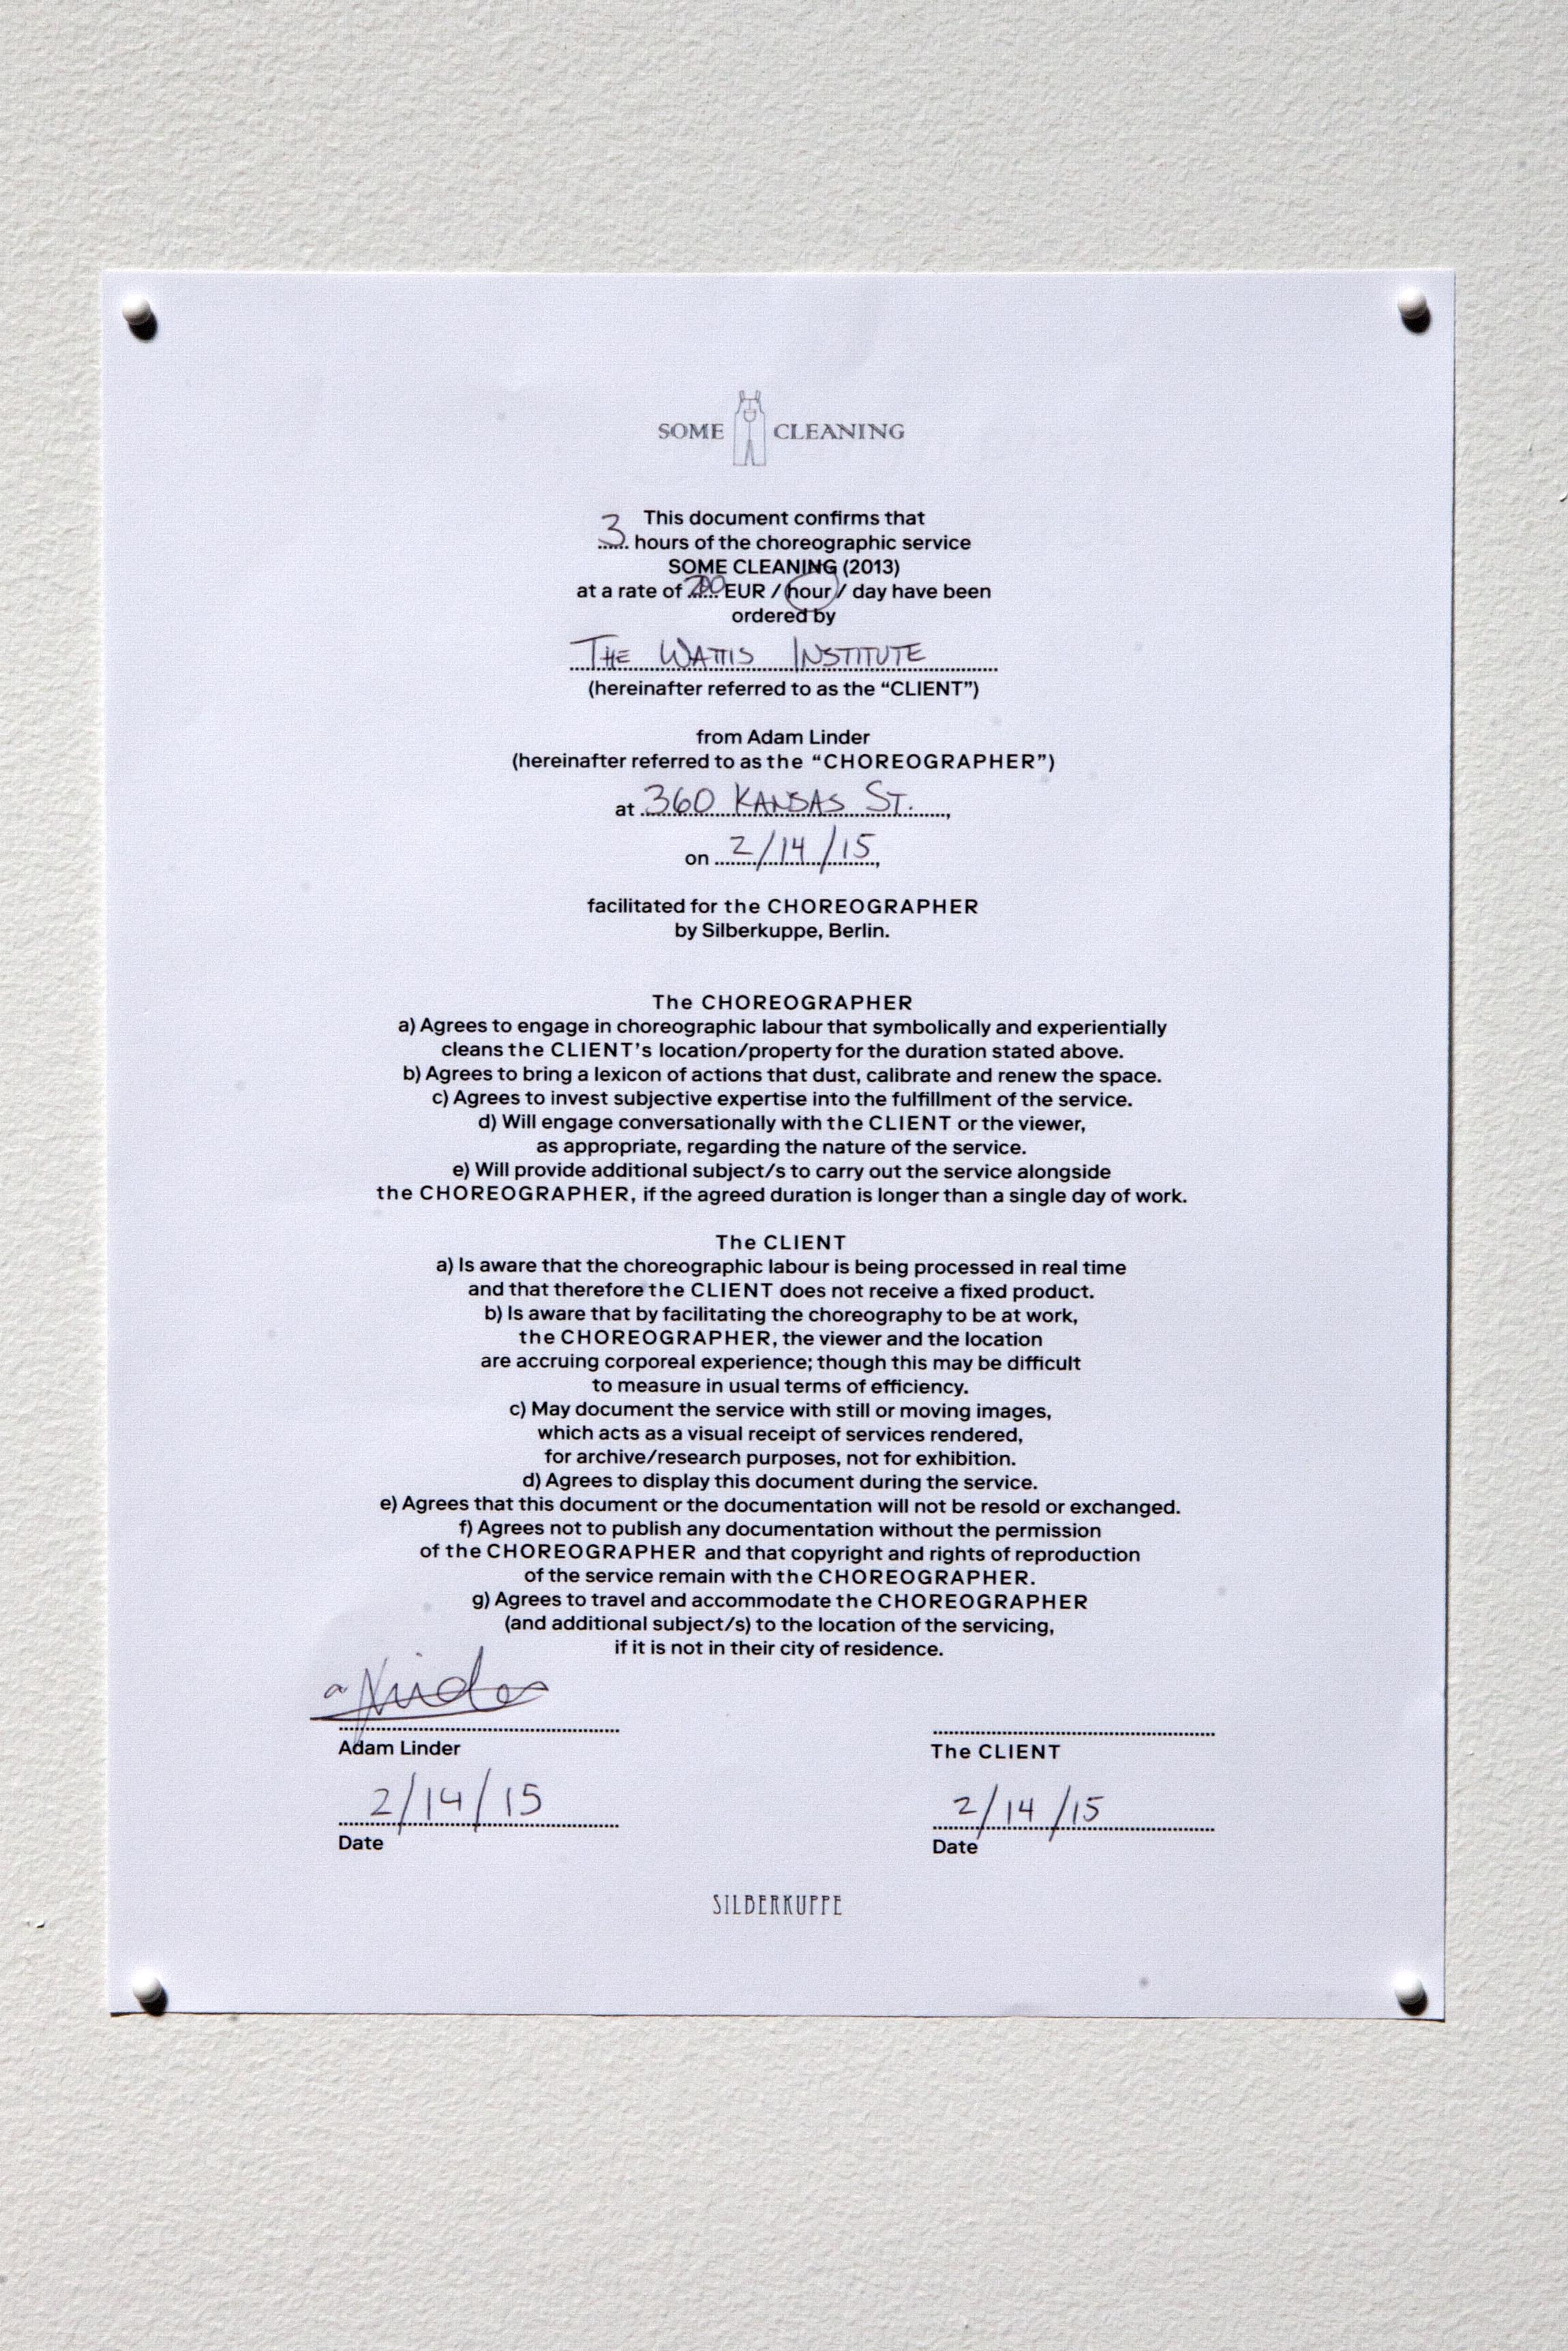 SOME CLEANING
This document confirms that
3 hours of the choreographic service
SOME CLEANING (2013)
at a rate of 200 EUR / hour / day have been
ordered by
THE WATTIS INSTITUTE
(hereinafter referred to as the “CLIENT”)
from Adam Linder
(hereinafter referred to as the “CHOREOGRAPHER”)
at 360 KANSAS ST.,
on 2/14/15,
facilitated for the CHOREOGRAPHER
by Silberkuppe, Berlin.
The CHOREOGRAPHER
a) Agrees to engage in choreographic labour that symbolically and experientially
cleans the CLIENT’s location/property for the duration stated above.
b) Agrees to bring a lexicon of actions that dust, calibrate and renew the space.
c) Agrees to invest subjective expertise into the fulfillment of the service.
d) Will engage conversationally with the CLIENT or the viewer,
as appropriate, regarding the nature of the service.
e) Will provide additional subject/s to carry out the service alongside
the CHOREOGRAPHER, if the agreed duration is longer than a single day of work.
The CLIENT
a) Is aware that the choreographic labour is being processed in real time
and that therefore the CLIENT does not receive a fixed product.
b) Is aware that by facilitating the choreography to be at work,
the CHOREOGRAPHER, the viewer and the location
are accruing corporeal experience; though this may be difficult
to measure in usual terms of efficiency.
c) May document the service with still or moving images,
which acts as a visual receipt of services rendered,
for archive/research purposes, not for exhibition.
d) Agrees to display this document during the service.
e) Agrees that this document or the documentation will not be resold or exchanged.
f) Agrees not to publish any documentation without the permission
of the CHOREOGRAPHER and that copyright and rights of reproduction
of the service remain with the CHOREOGRAPHER.
g) Agrees to travel and accommodate the CHOREOGRAPHER
(and additional subject/s) to the location of the servicing,
if it is not in their city of residence.
Adam Linder
The CLIENT
2/14/15
2/14/15
Date
Date
SILBERKUPPE